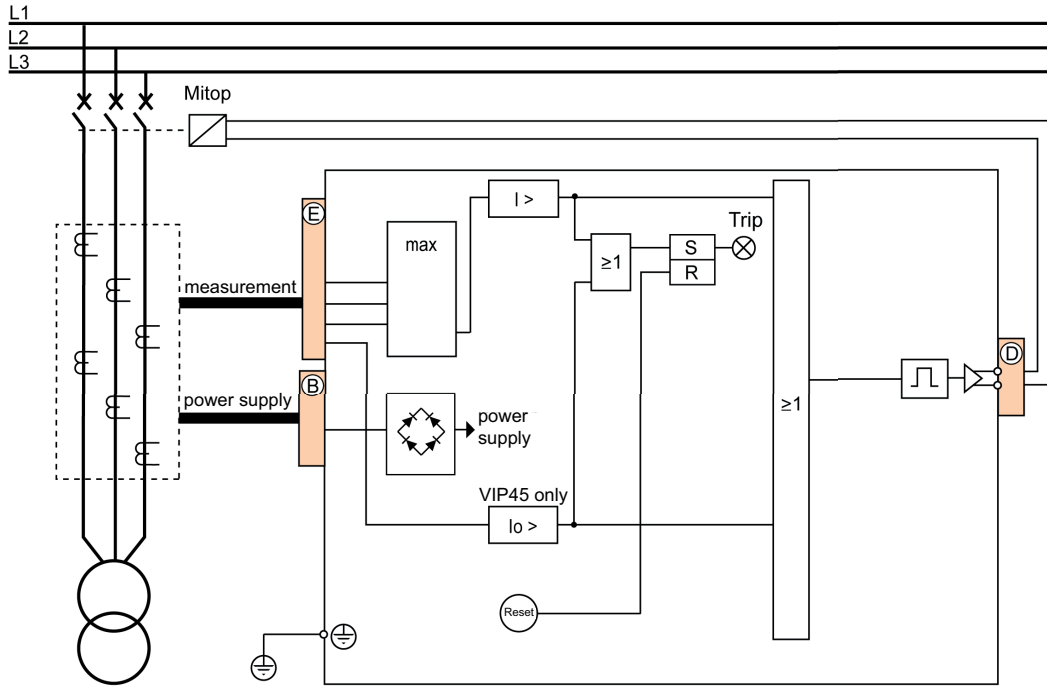 L1
L2
L3
Mitop
E
I >
max
Trip
≥1
S
R
measurement
D
B
power supply
power
supply
≥1
VIP45 only
Io >
Reset